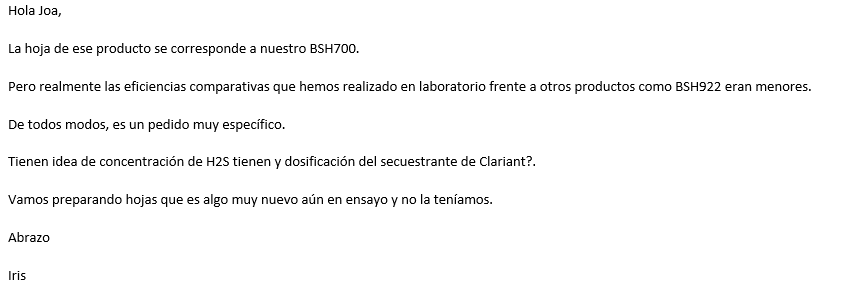 Hola Joa,
La hoja de ese producto se corresponde a nuestro BSH700.
Pero realmente las eficiencias comparativas que hemos realizado en laboratorio frente a otros productos como BSH922 eran menores.
De todos modos, es un pedido muy específico.
Tienen idea de concentración de H2S tienen y dosificación del secuestrante de Clariant?.
Vamos preparando hojas que es algo muy nuevo aún en ensayo y no la teníamos.
Abrazo
Iris